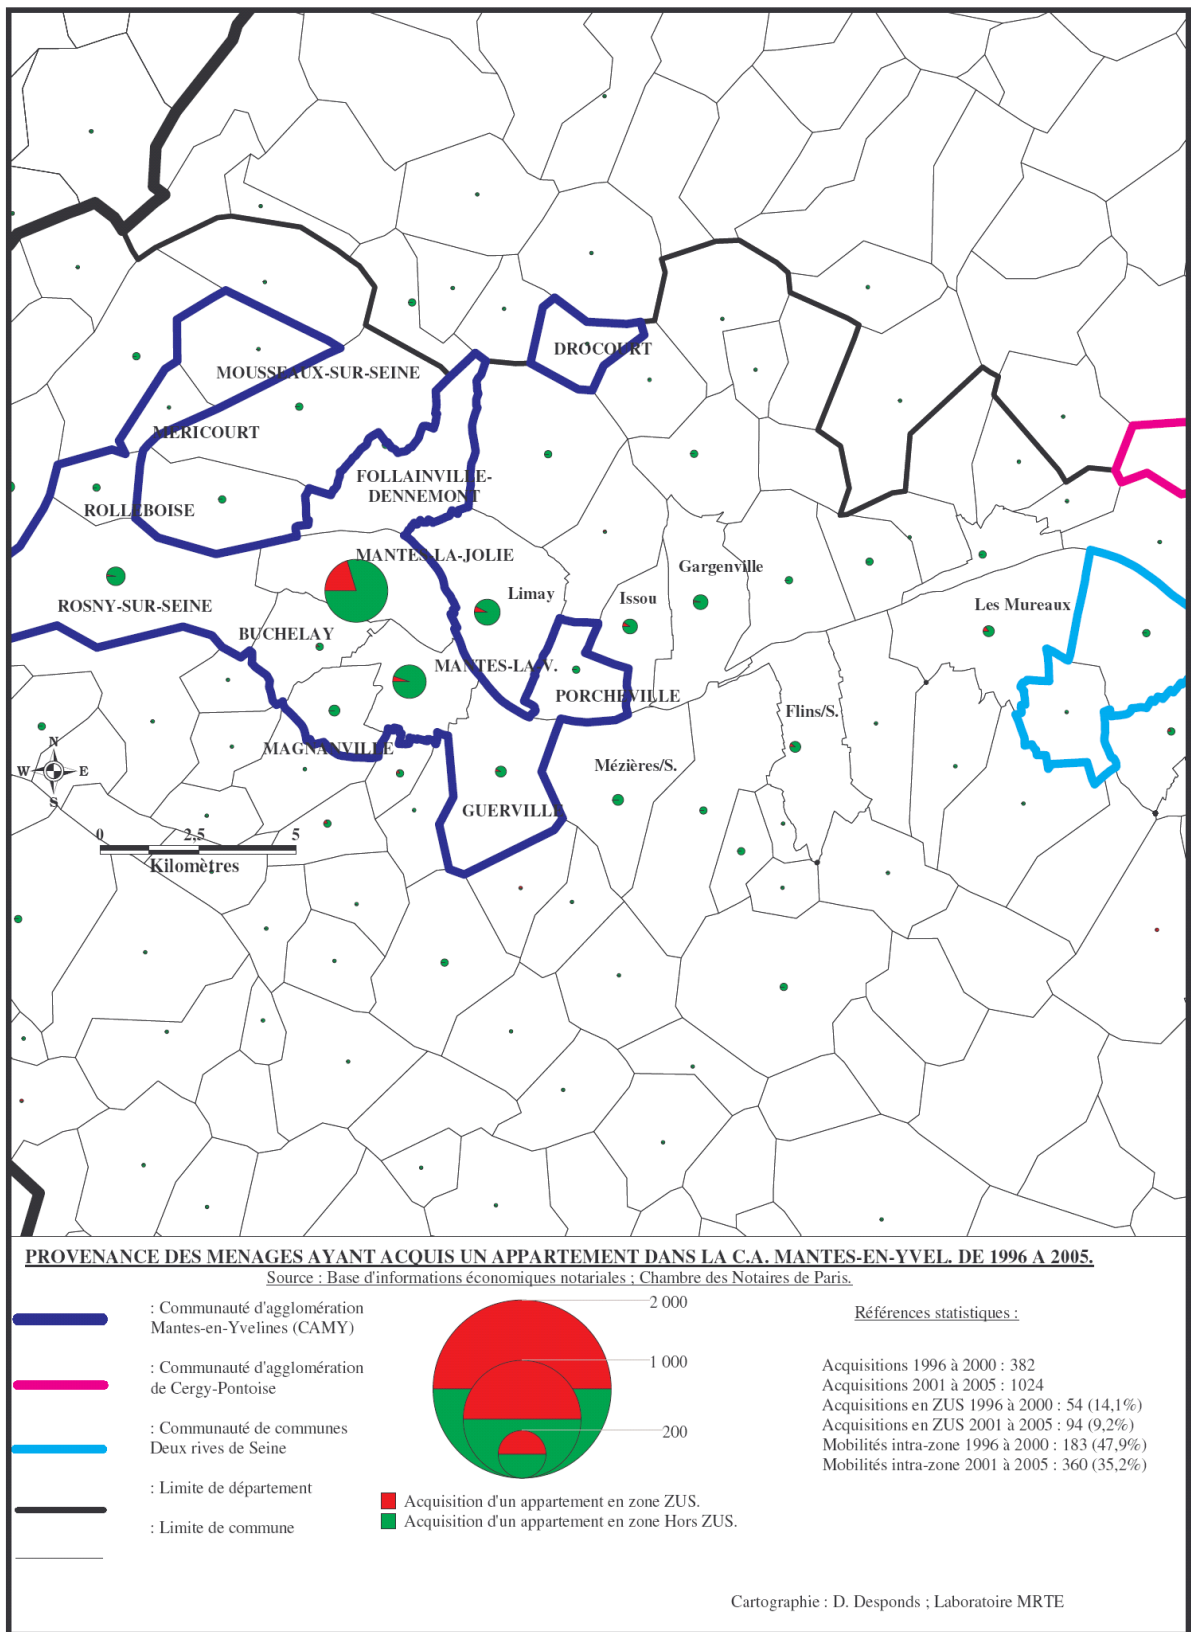 DROCOURT
MOUSSEAUX-SUR-SEINE
MERICOURT
FOLLAINVILLE-
DENNEMONT
ROLLEBOISE
MANTES-LA-JOLIE
Gargenville
Limay
Issou
ROSNY-SUR-SEINE
Les Mureaux
BUCHELAY
MANTES-LA-V.
PORCHEVILLE
Flins/S.
MAGNANVILLE
N
W E
S
Mézières/S.
GUERVILLE
0 2,5 5
Kilomètres
PROVENANCE DES MENAGES AYANT ACQUIS UN APPARTEMENT DANS LA C.A. MANTES-EN-YVEL. DE 1996 A 2005.
Source : Base d'informations économiques notariales ; Chambre des Notaires de Paris.
: Communauté d'agglomération
Mantes-en-Yvelines (CAMY)
: Communauté d'agglomération
de Cergy-Pontoise
: Communauté de communes
Deux rives de Seine
: Limite de département
: Limite de commune
2 000
1 000
200
Acquisition d'un appartement en zone ZUS.
Acquisition d'un appartement en zone Hors ZUS.
Références statistiques :
Acquisitions 1996 à 2000 : 382
Acquisitions 2001 à 2005 : 1024
Acquisitions en ZUS 1996 à 2000 : 54 (14,1%)
Acquisitions en ZUS 2001 à 2005 : 94 (9,2%)
Mobilités intra-zone 1996 à 2000 : 183 (47,9%)
Mobilités intra-zone 2001 à 2005 : 360 (35,2%)
Cartographie : D. Desponds ; Laboratoire MRTE